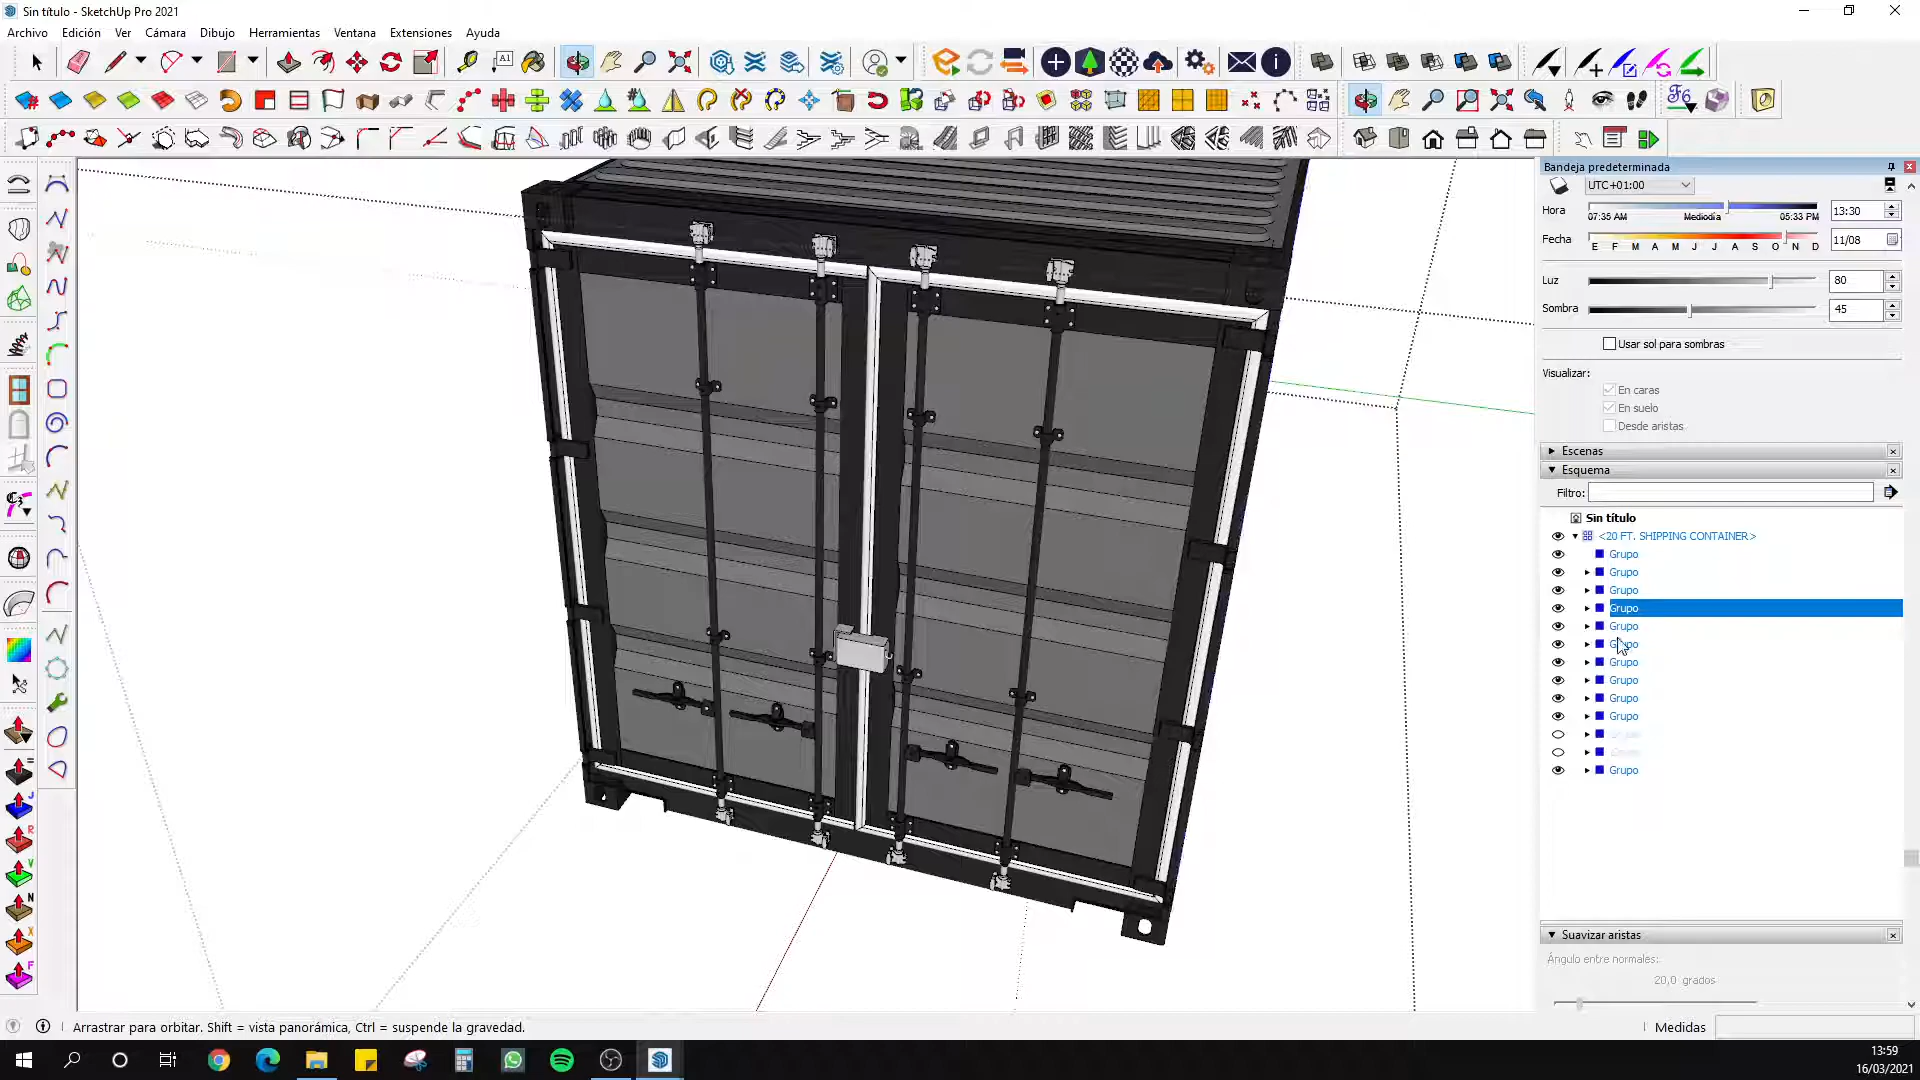 Sin título - SketchUp Pro 2021
Archivo Edición Ver Cámara Dibujo Herramientas Ventana Extensiones Ayuda
Bandeja predeterminada
UTC+01:00
Hora
07:35 AM Mediodía 05:33 PM
13:30
Fecha
E F M A M J J A S O N D
11/08
Luz
80
Sombra
45
Usar sol para sombras
Visualizar:
En caras
En suelo
Desde aristas
Escenas
Esquema
Filtro:
Sin título
<20 FT. SHIPPING CONTAINER>
Grupo
Grupo
Grupo
Grupo
Grupo
Grupo
Grupo
Grupo
Grupo
Grupo
Grupo
Suavizar aristas
Ángulo entre normales:
20,0 grados
Arrastrar para orbitar. Shift = vista panorámica, Ctrl = suspende la gravedad.
Medidas
13:59
16/03/2021